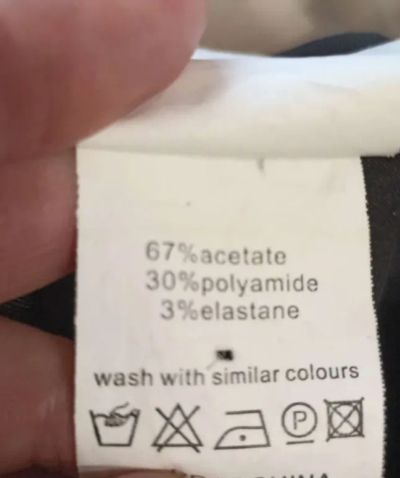 67%acetate
30%polyamide
3%elastane
wash with similar colours
P